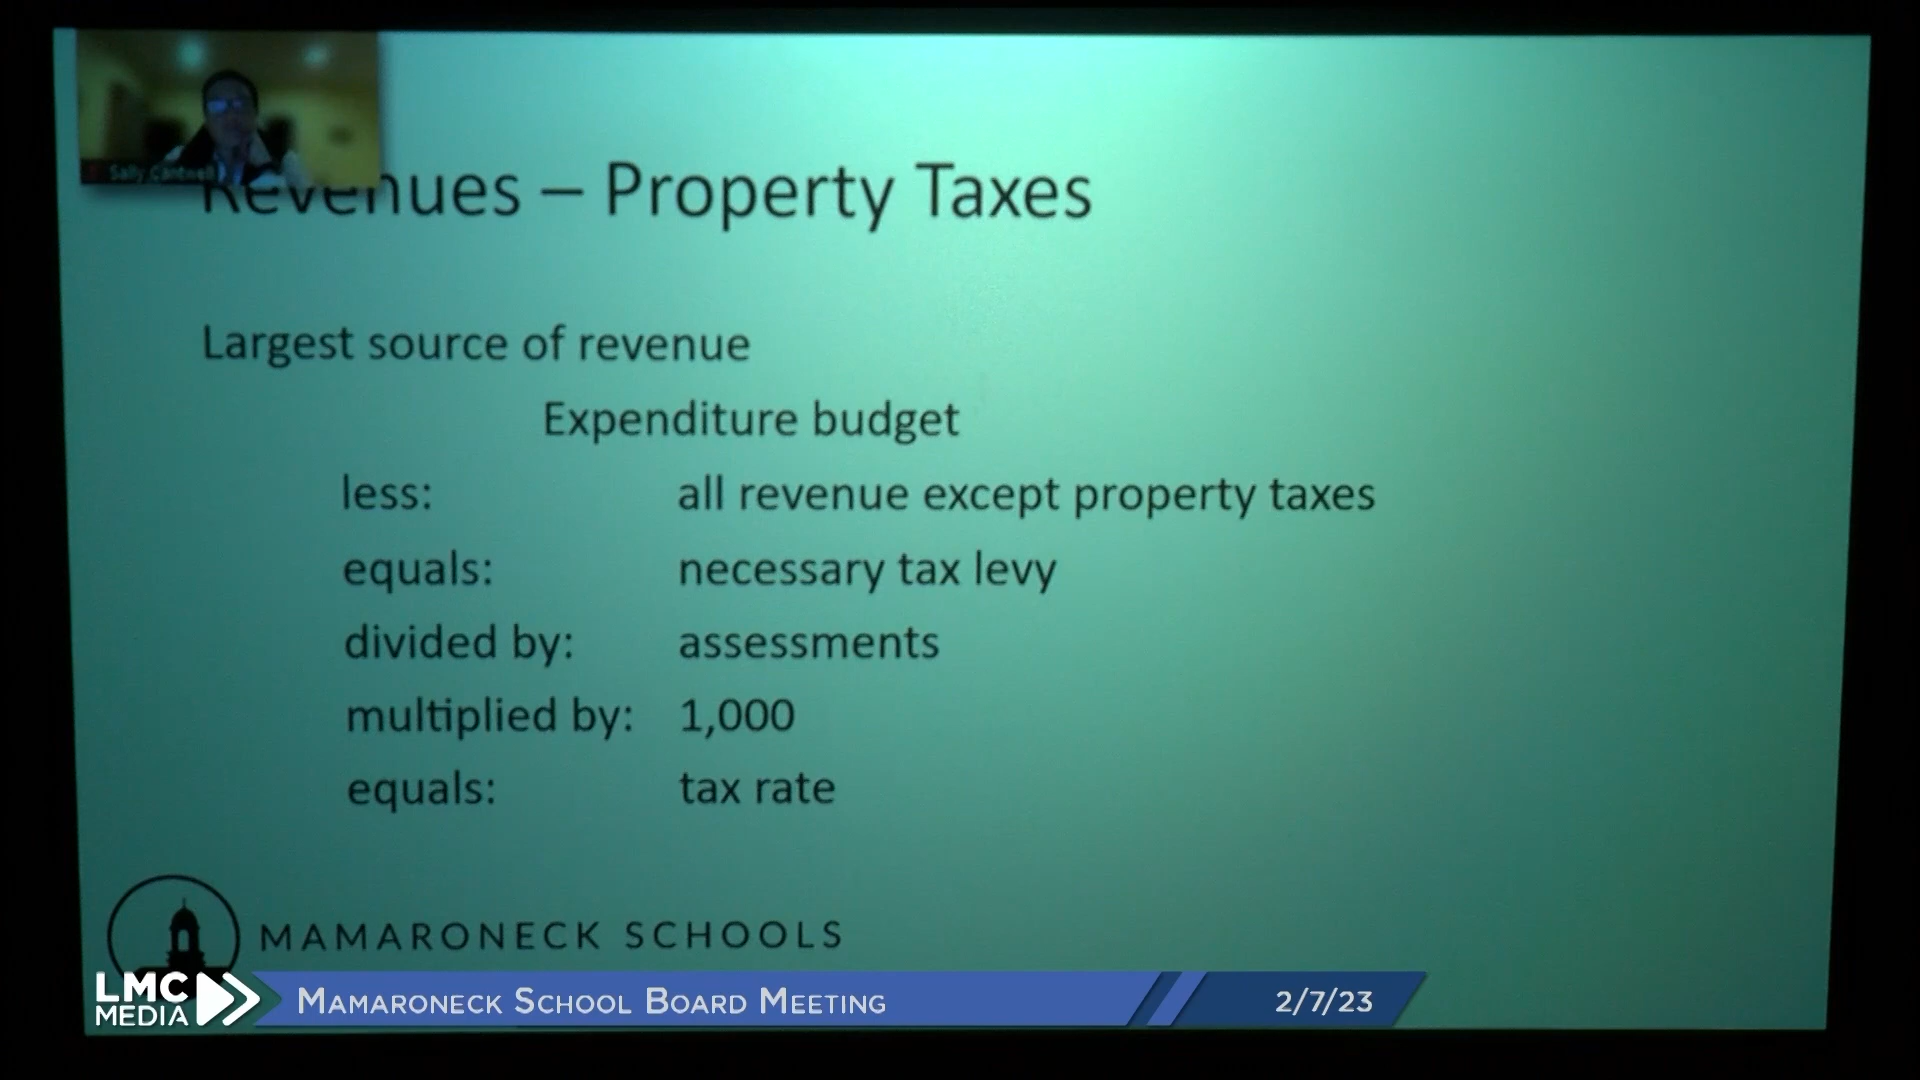 Sally Cantwell
Revenues – Property Taxes
Largest source of revenue
Expenditure budget
less: all revenue except property taxes
equals: necessary tax levy
divided by: assessments
multiplied by: 1,000
equals: tax rate
MAMARONECK SCHOOLS
LMC
MEDIA
MAMARONECK SCHOOL BOARD MEETING
2/7/23